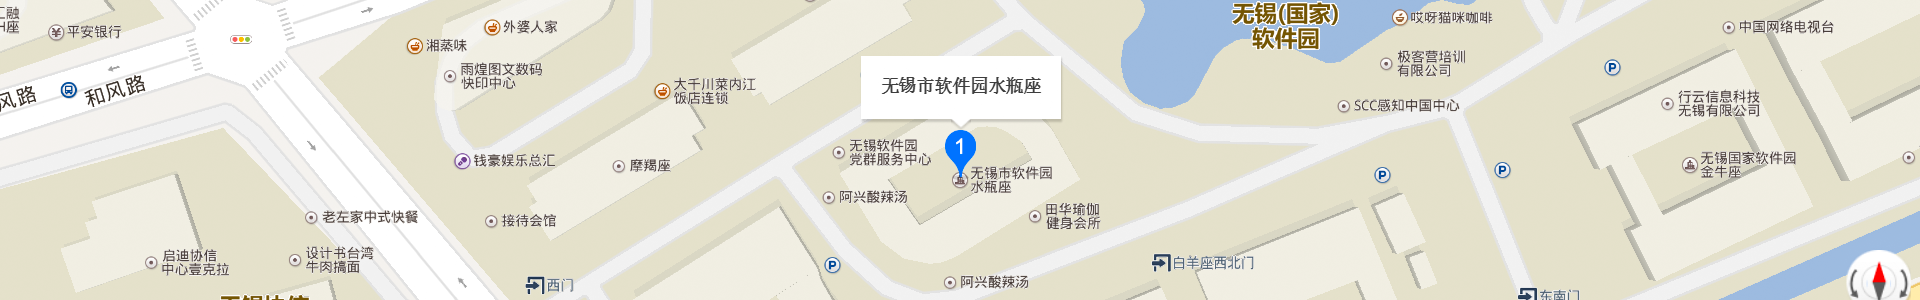 汇融
H座
平安银行
湘蒸味
外婆人家
雨煌图文数码
快印中心
风路
和风路
大千川菜内江
饭店连锁
钱豪娱乐总汇
摩羯座
老左家中式快餐
接待会馆
启迪协信
中心壹克拉
设计书台湾
牛肉搞面
无锡协信
西门
无锡市软件园水瓶座
1
无锡软件园
党群服务中心
无锡市软件园
水瓶座
阿兴酸辣汤
田华瑜伽
健身会所
阿兴酸辣汤
P
无锡(国家)
软件园
哎呀猫咪咖啡
极客营培训
有限公司
SCC感知中国中心
P
P
P
白羊座西北门
中国网络电视台
行云信息科技
无锡有限公司
无锡国家软件园
金牛座
东南门